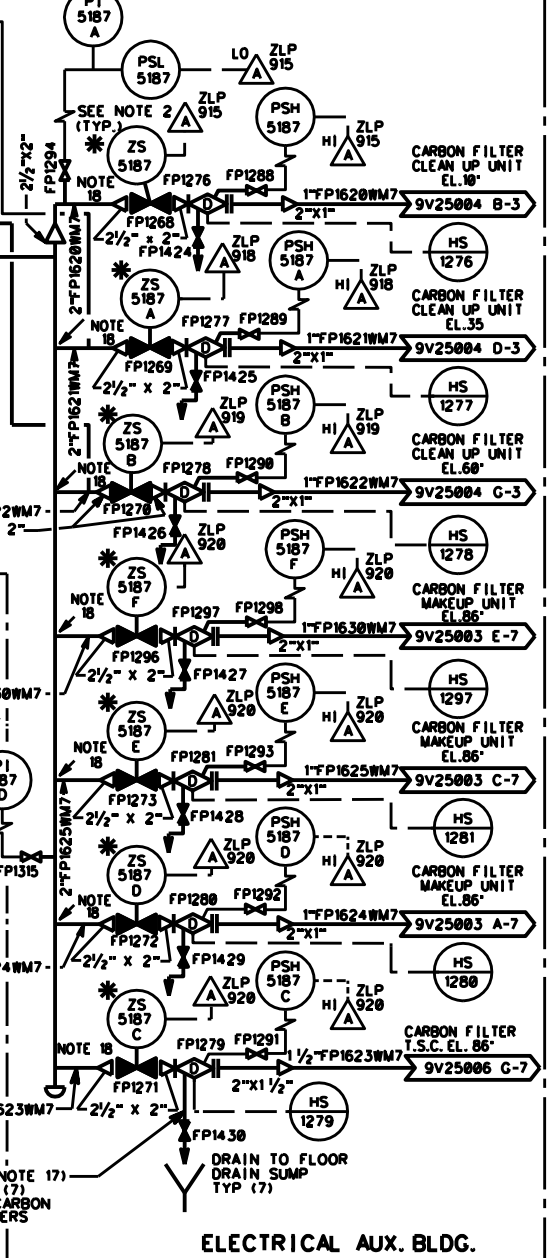 PI
5187
A
PSL
5187
LO
A
ZLP
915
SEE NOTE 2
(TYP.)
ZLP
915
A
PSH
5187
HI
A
ZLP
915
2½"X2"
FP1294
ZS
5187
NOTE
18
FP1276
FP1288
1"FP1620WM7
2"X1"
CARBON FILTER
CLEAN UP UNIT
EL.10'
9V25004 B-3
FP1268
2½" X 2"
FP1424
D
HS
1276
2"FP1620WM7
ZS
5187
A
ZLP
918
A
PSH
5187
A
HI
A
ZLP
918
NOTE
18
FP1277
FP1289
1"FP1621WM7
2"X1"
CARBON FILTER
CLEAN UP UNIT
EL.35
9V25004 D-3
FP1269
2½" X 2"
FP1425
D
HS
1277
2"FP1621WM7
ZS
5187
B
ZLP
919
A
PSH
5187
B
HI
A
ZLP
919
NOTE
18
FP1278
FP1290
1"FP1622WM7
2"X1"
CARBON FILTER
CLEAN UP UNIT
EL.60'
9V25004 G-3
2WM7
2"
FP1270
FP1426
D
HS
1278
ZS
5187
F
ZLP
920
A
PSH
5187
F
HI
A
ZLP
920
NOTE
18
FP1297
FP1298
1"FP1630WM7
2"X1"
CARBON FILTER
MAKEUP UNIT
EL.86'
9V25003 E-7
FP1296
2½" X 2"
FP1427
D
HS
1297
30WM7
ZS
5187
E
ZLP
920
A
PSH
5187
E
HI
A
ZLP
920
NOTE
18
FP1281
FP1293
1"FP1625WM7
2"X1"
CARBON FILTER
MAKEUP UNIT
EL.86'
9V25003 C-7
PI
87
D
FP1273
2½" X 2"
FP1428
D
HS
1281
2"FP1625WM7
FP1315
ZS
5187
D
ZLP
920
A
PSH
5187
D
HI
A
ZLP
920
NOTE
18
FP1280
FP1292
1"FP1624WM7
2"X1"
CARBON FILTER
MAKEUP UNIT
EL.86'
9V25003 A-7
24WM7
FP1272
2½" X 2"
FP1429
D
HS
1280
ZS
5187
C
ZLP
920
A
PSH
5187
C
HI
A
ZLP
920
NOTE 18
FP1279
FP1291
1 ½"FP1623WM7
2"X1 ½"
CARBON FILTER
T.S.C. EL. 86'
9V25006 G-7
FP1271
2½" X 2"
623WM7
D
HS
1279
FP1430
NOTE 17)
(7)
CARBON
ERS
DRAIN TO FLOOR
DRAIN SUMP
TYP (7)
ELECTRICAL AUX. BLDG.